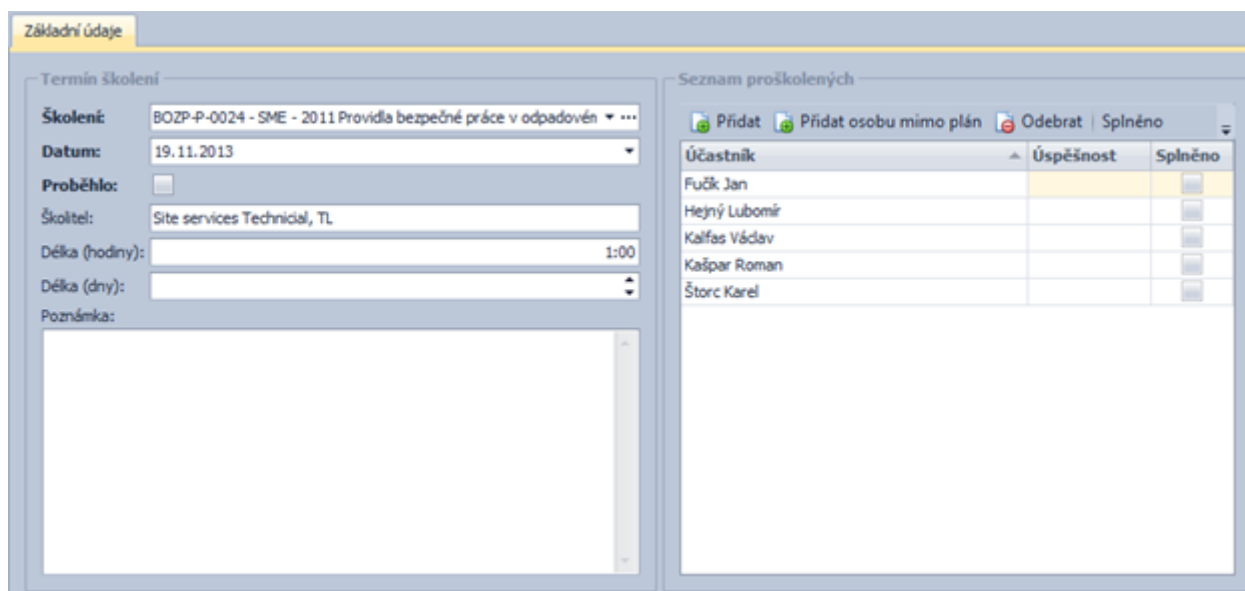 Základní údaje
Termín školení
Školení: BOZP-P-0024 - SME - 2011 Providla bezpečné práce v odpadovén
Datum: 19.11.2013
Proběhlo:
Školitel: Site services Technicial, TL
Délka (hodiny): 1:00
Délka (dny):
Poznámka:
Seznam proškolených
Přidat Přidat osobu mimo plán Odebrat Splněno
Účastník Úspěšnost Splněno
Fučík Jan
Hejný Lubomír
Kalfas Václav
Kašpar Roman
Štorc Karel